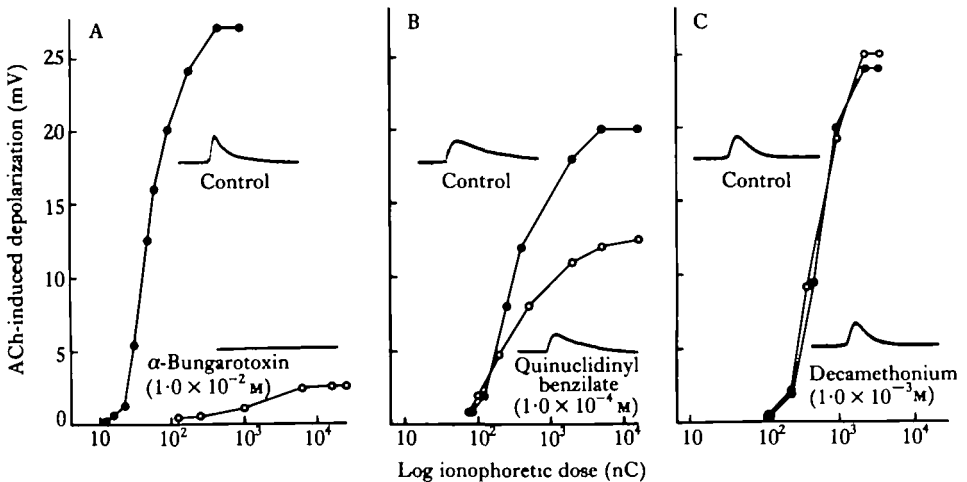 A
B
C
ACh-induced depolarization (mV)
25
20
15
10
5
0
Control
Control
Control
α-Bungarotoxin
(1·0 × 10⁻² M)
Quinuclidinyl
benzilate
(1·0 × 10⁻⁴ M)
Decamethonium
(1·0 × 10⁻³ M)
10 10² 10³ 10⁴
10 10² 10³ 10⁴
10 10² 10³ 10⁴
Log ionophoretic dose (nC)